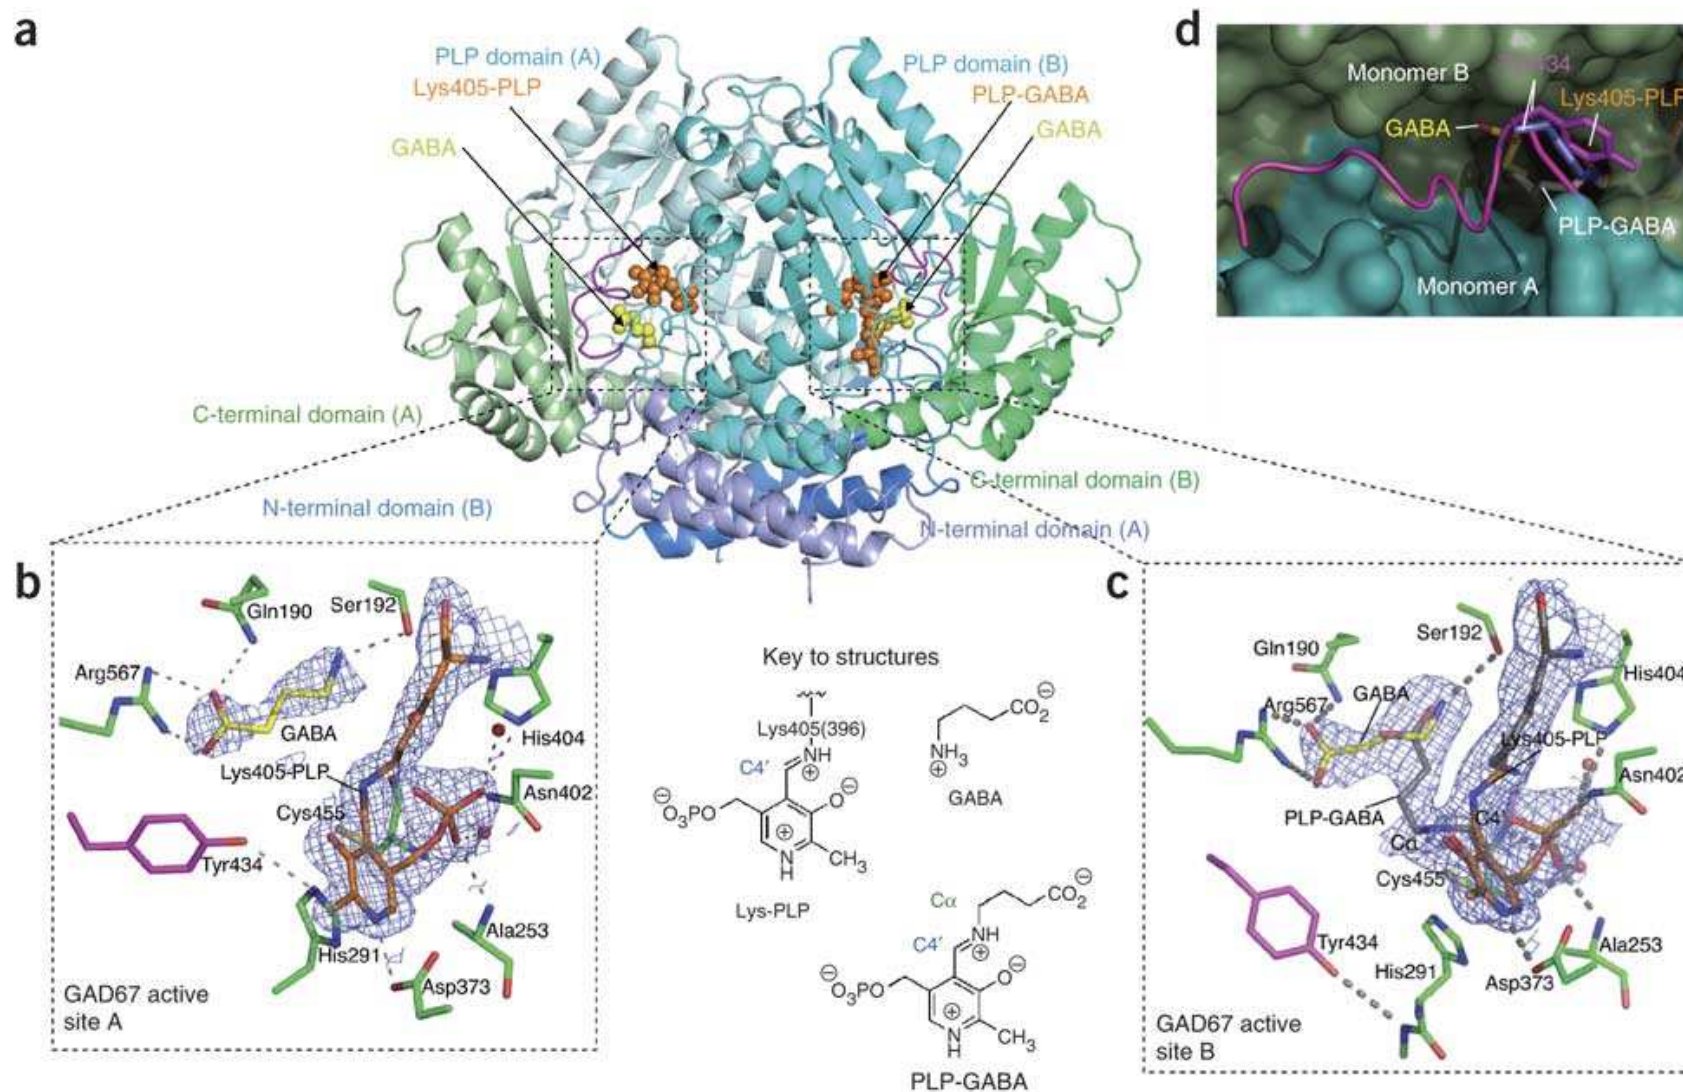 a
PLP domain (A)
Lys405-PLP
GABA
PLP domain (B)
PLP-GABA
GABA
C-terminal domain (A)
N-terminal domain (B)
C-terminal domain (B)
N-terminal domain (A)
d
Monomer B
434
Lys405-PLP
GABA
PLP-GABA
Monomer A
b
Gln190
Ser192
Arg567
GABA
His404
Lys405-PLP
Cys455
Asn402
Tyr434
Ala253
His291
Asp373
GAD67 active
site A
Key to structures
Lys405(396)
C4′
NH
⊕
⊖
O
⊖
O₃PO
⊕
N
H
CH₃
Lys-PLP
CO₂
⊖
NH₃
⊕
GABA
Cα
CO₂
⊖
C4′
NH
⊕
⊖
O
⊖
O₃PO
⊕
N
H
CH₃
PLP-GABA
c
Ser192
Gln190
His404
GABA
Arg567
Lys405-PLP
Asn402
PLP-GABA
C4′
Cα
Cys455
Tyr434
Ala253
His291
Asp373
GAD67 active
site B